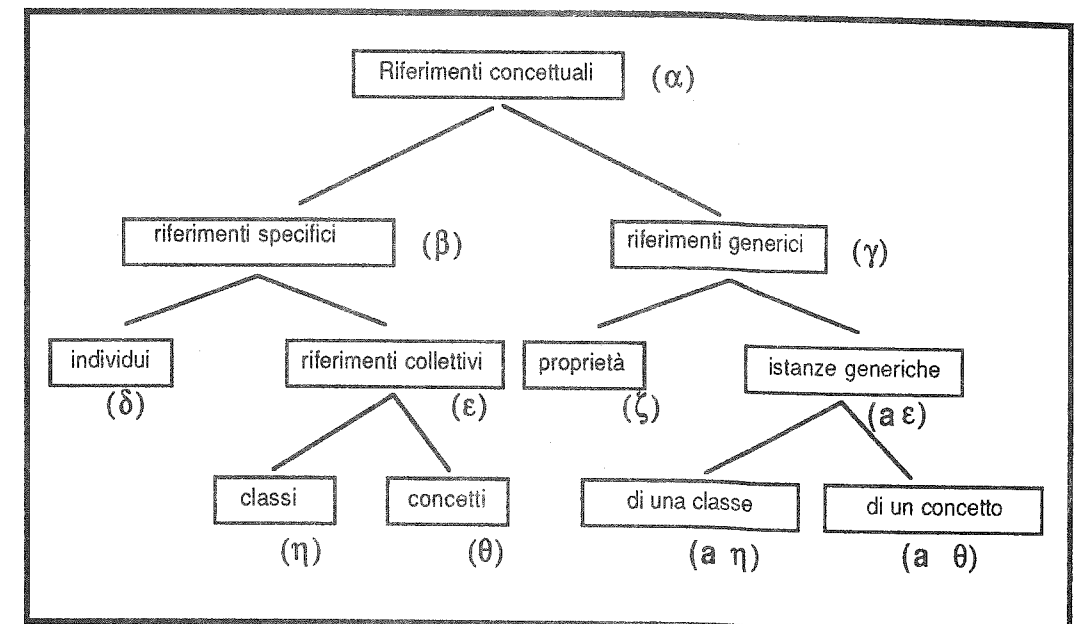 Riferimenti concettuali (α)
riferimenti specifici (β) riferimenti generici (γ)
individui riferimenti collettivi proprietà istanze generiche
(δ) (ε) (ζ) (a ε)
classi concetti di una classe di un concetto
(η) (θ) (a η) (a θ)